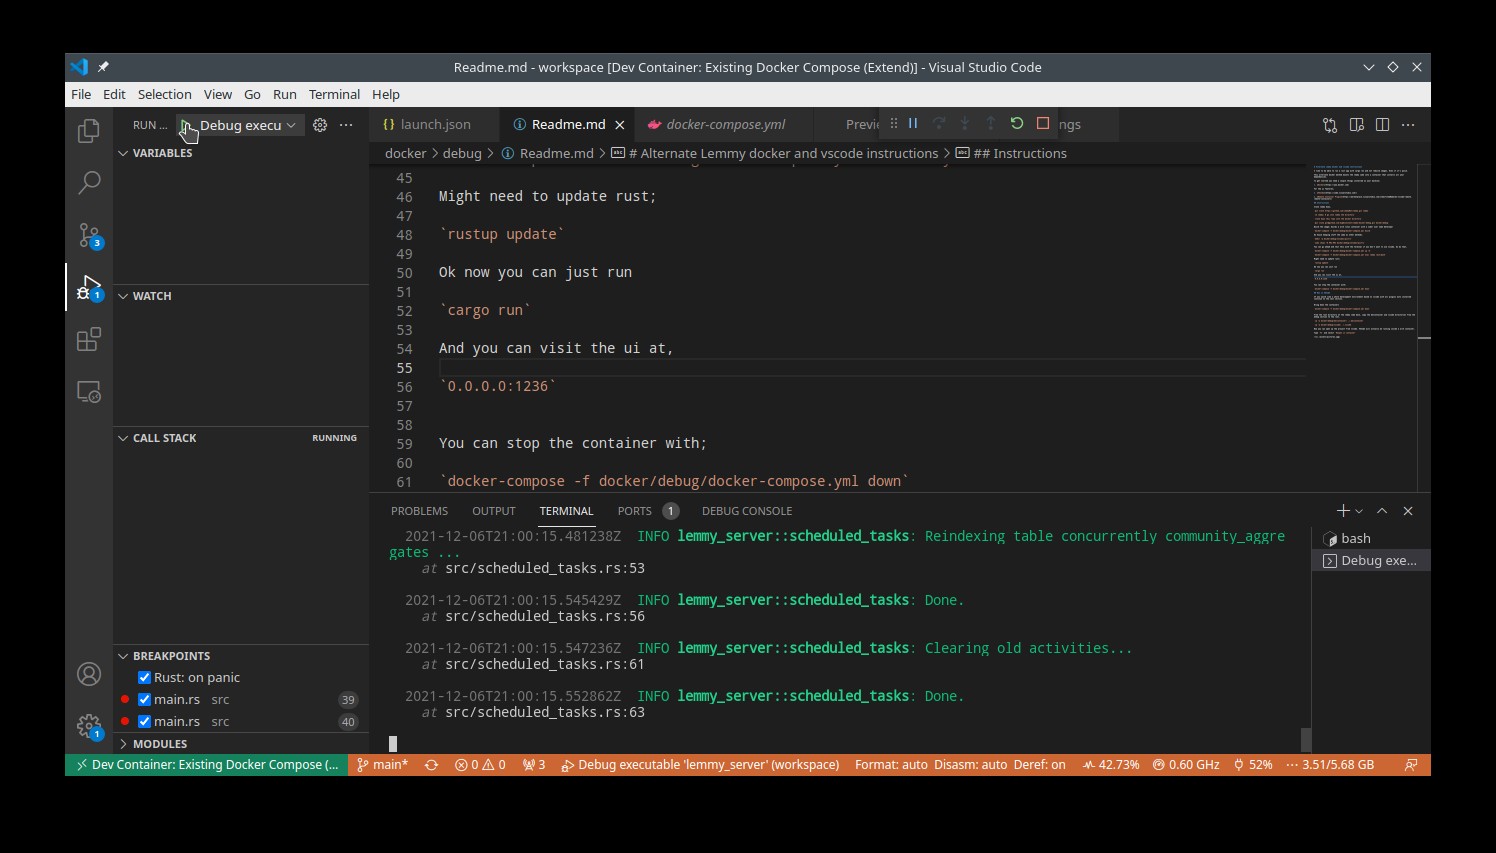 Readme.md - workspace [Dev Container: Existing Docker Compose (Extend)] - Visual Studio Code
File Edit Selection View Go Run Terminal Help
RUN ... Debug execu
launch.json Readme.md docker-compose.yml Previe ngs
docker > debug > Readme.md > # Alternate Lemmy docker and vscode instructions > ## Instructions
VARIABLES
WATCH
CALL STACK RUNNING
BREAKPOINTS
Rust: on panic
main.rs src 39
main.rs src 40
MODULES
3
1
1
45
46 Might need to update rust;
47
48 `rustup update`
49
50 Ok now you can just run
51
52 `cargo run`
53
54 And you can visit the ui at,
55
56 `0.0.0.0:1236`
57
58
59 You can stop the container with;
60
61 `docker-compose -f docker/debug/docker-compose.yml down`
PROBLEMS OUTPUT TERMINAL PORTS 1 DEBUG CONSOLE
2021-12-06T21:00:15.481238Z INFO lemmy_server::scheduled_tasks: Reindexing table concurrently community_aggre
gates ...
at src/scheduled_tasks.rs:53
2021-12-06T21:00:15.545429Z INFO lemmy_server::scheduled_tasks: Done.
at src/scheduled_tasks.rs:56
2021-12-06T21:00:15.547236Z INFO lemmy_server::scheduled_tasks: Clearing old activities...
at src/scheduled_tasks.rs:61
2021-12-06T21:00:15.552862Z INFO lemmy_server::scheduled_tasks: Done.
at src/scheduled_tasks.rs:63
bash
Debug exe...
Dev Container: Existing Docker Compose (... main* 0 0 3 Debug executable 'lemmy_server' (workspace) Format: auto Disasm: auto Deref: on 42.73% 0.60 GHz 52% ··· 3.51/5.68 GB